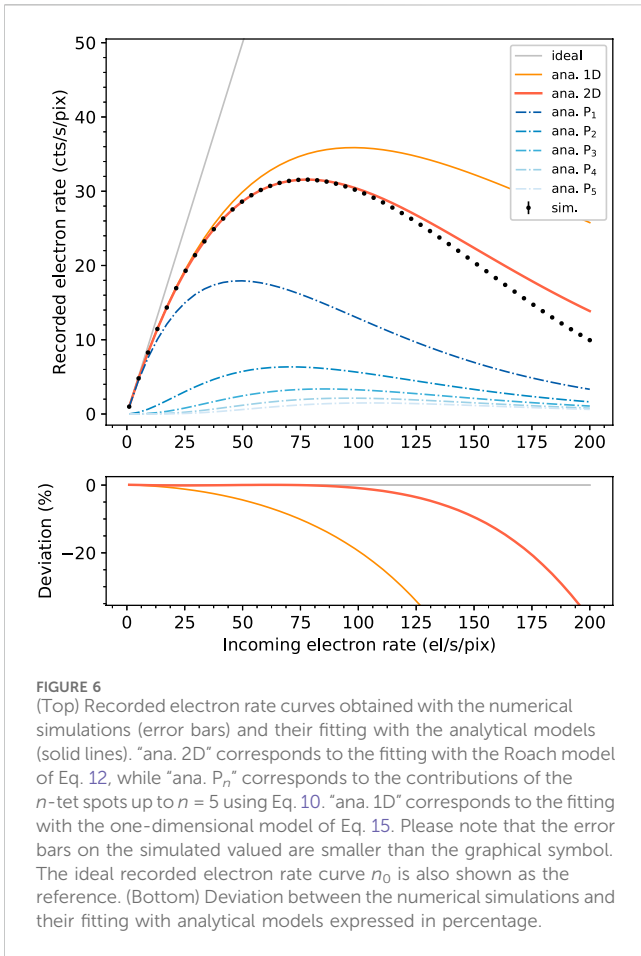 50
40
30
20
10
0
Recorded electron rate (cts/s/pix)
ideal
ana. 1D
ana. 2D
ana. P₁
ana. P₂
ana. P₃
ana. P₄
ana. P₅
sim.
0 25 50 75 100 125 150 175 200
0
−20
Deviation (%)
0 25 50 75 100 125 150 175 200
Incoming electron rate (el/s/pix)
FIGURE 6
(Top) Recorded electron rate curves obtained with the numerical
simulations (error bars) and their fitting with the analytical models
(solid lines). “ana. 2D” corresponds to the fitting with the Roach model
of Eq. 12, while “ana. Pₙ” corresponds to the contributions of the
n-tet spots up to n = 5 using Eq. 10. “ana. 1D” corresponds to the fitting
with the one-dimensional model of Eq. 15. Please note that the error
bars on the simulated valued are smaller than the graphical symbol.
The ideal recorded electron rate curve n₀ is also shown as the
reference. (Bottom) Deviation between the numerical simulations and
their fitting with analytical models expressed in percentage.